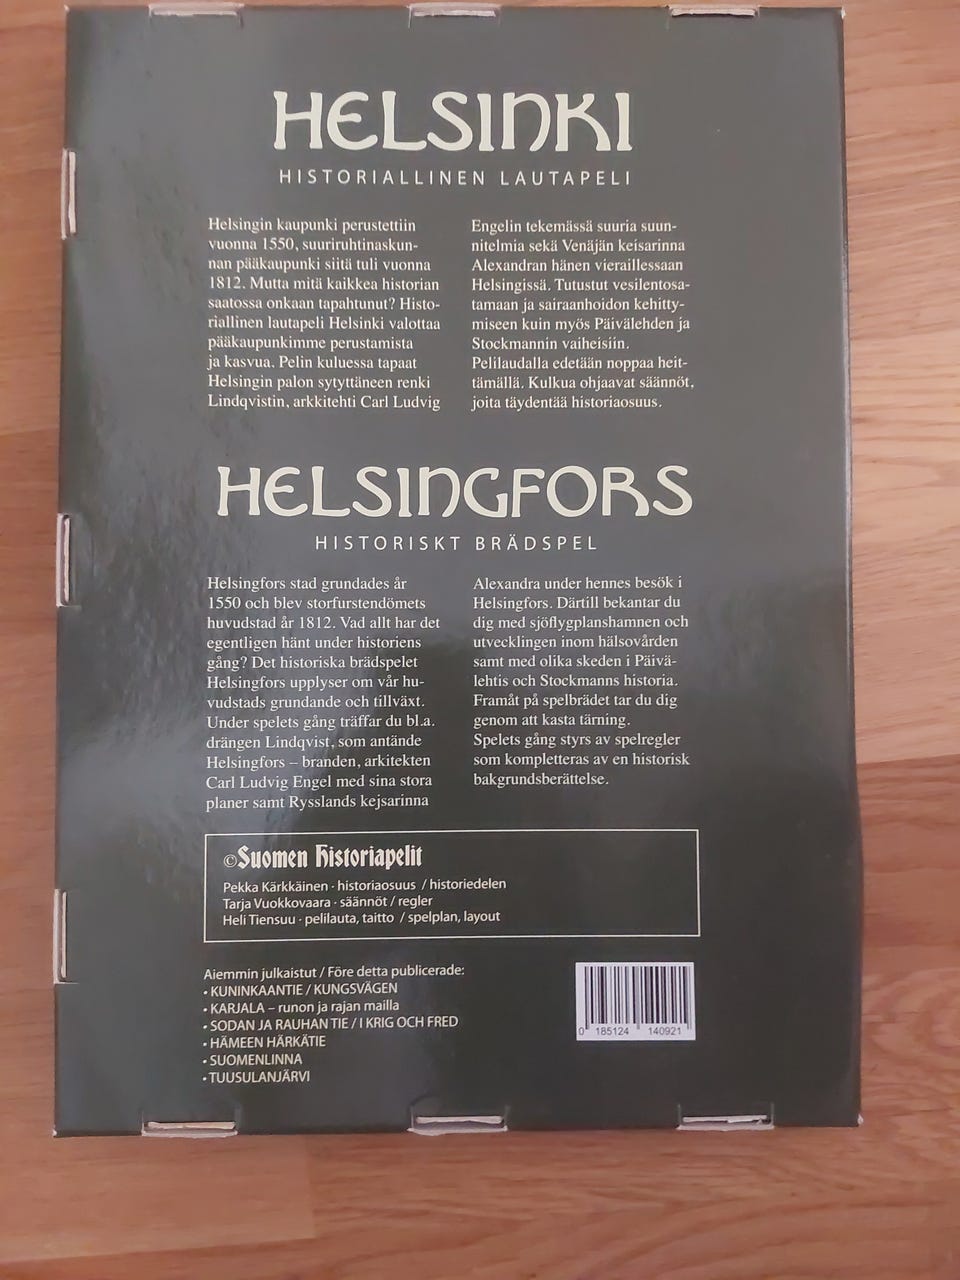 HELSINKI
HISTORIALLINEN LAUTAPELI
Helsingin kaupunki perustettiin
vuonna 1550, suuriruhtinaskun-
nan pääkaupunki siitä tuli vuonna
1812. Mutta mitä kaikkea historian
saatossa onkaan tapahtunut? Histo-
riallinen lautapeli Helsinki valottaa
pääkaupunkimme perustamista
ja kasvua. Pelin kuluessa tapaat
Helsingin palon sytyttäneen renki
Lindqvistin, arkkitehti Carl Ludvig
Engelin tekemässä suuria suun-
nitelmia sekä Venäjän keisarinna
Alexandran hänen vieraillessaan
Helsingissä. Tutustut vesilentosa-
tamaan ja sairaanhoidon kehitty-
miseen kuin myös Päivälehden ja
Stockmannin vaiheisiin.
Pelilaudalla edetään noppaa heit-
tämällä. Kulkua ohjaavat säännöt,
joita täydentää historiaosuus.
HELSINGFORS
HISTORISKT BRÄDSPEL
Helsingfors stad grundades år
1550 och blev storfurstendömets
huvudstad år 1812. Vad allt har det
egentligen hänt under historiens
gång? Det historiska brädspelet
Helsingfors upplyser om vår hu-
vudstads grundande och tillväxt.
Under spelets gång träffar du bl.a.
drängen Lindqvist, som antände
Helsingfors – branden, arkitekten
Carl Ludvig Engel med sina stora
planer samt Rysslands kejsarinna
Alexandra under hennes besök i
Helsingfors. Därtill bekantar du
dig med sjöflygplanshamnen och
utvecklingen inom hälsovården
samt med olika skeden i Päivä-
lehtis och Stockmanns historia.
Framåt på spelbrädet tar du dig
genom att kasta tärning.
Spelets gång styrs av spelregler
som kompletteras av en historisk
bakgrundsberättelse.
©Suomen Historiapelit
Pekka Kärkkäinen · historiaosuus / historiedelen
Tarja Vuokkovaara · säännöt / regler
Heli Tiensuu · pelilauta, taitto / spelplan, layout
Aiemmin julkaistut / Före detta publicerade:
• KUNINKAANTIE / KUNGSVÄGEN
• KARJALA – runon ja rajan mailla
• SODAN JA RAUHAN TIE / I KRIG OCH FRED
• HÄMEEN HÄRKÄTIE
• SUOMENLINNA
• TUUSULANJÄRVI
0 185124 140921